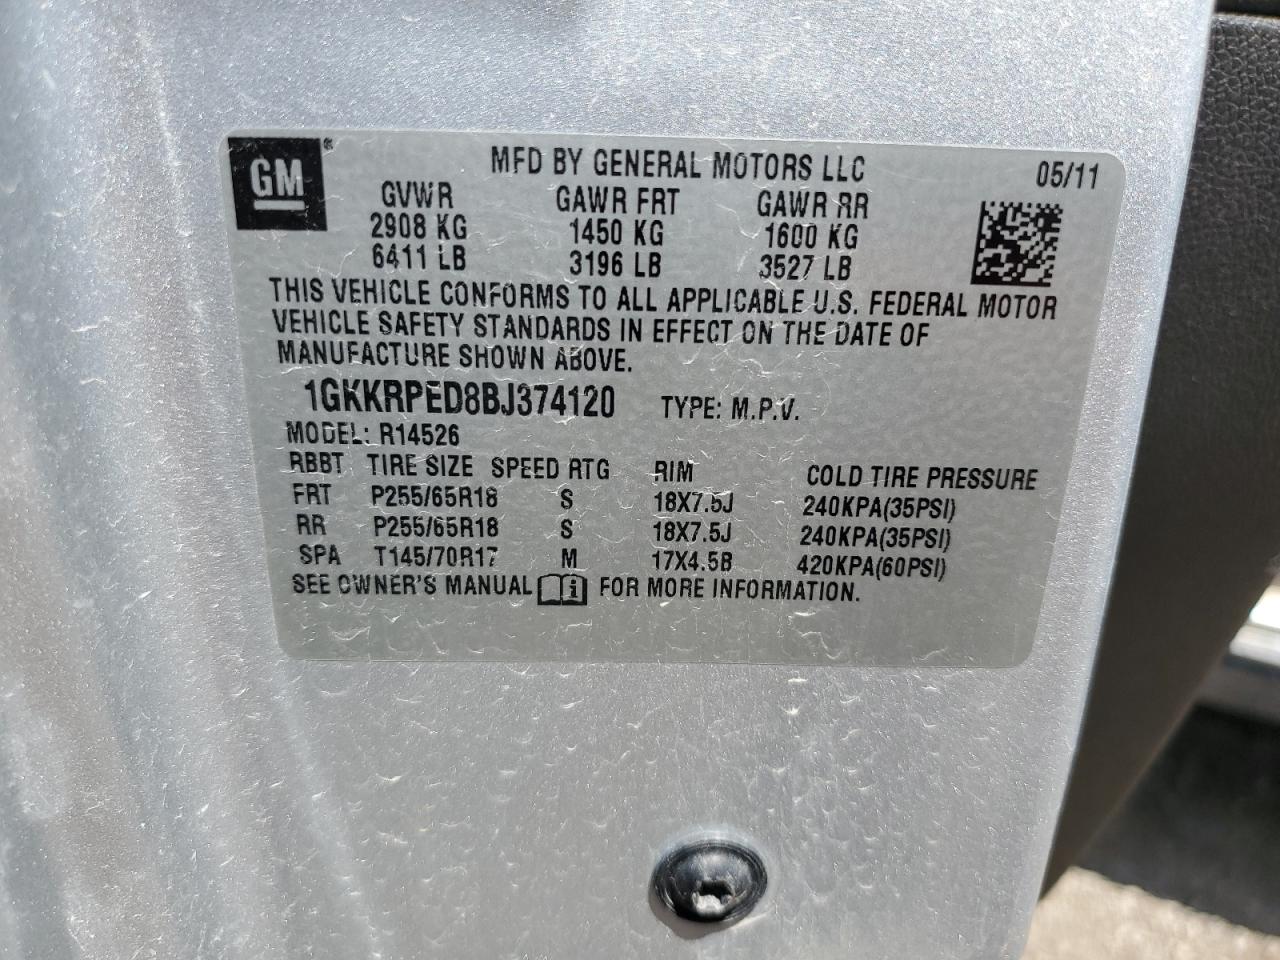 GM® MFD BY GENERAL MOTORS LLC 05/11
GVWR GAWR FRT GAWR RR
2908 KG 1450 KG 1600 KG
6411 LB 3196 LB 3527 LB
THIS VEHICLE CONFORMS TO ALL APPLICABLE U.S. FEDERAL MOTOR
VEHICLE SAFETY STANDARDS IN EFFECT ON THE DATE OF
MANUFACTURE SHOWN ABOVE.
1GKKRPED8BJ374120 TYPE: M.P.V.
MODEL: R14526
RBBT TIRE SIZE SPEED RTG RIM COLD TIRE PRESSURE
FRT P255/65R18 S 18X7.5J 240KPA(35PSI)
RR P255/65R18 S 18X7.5J 240KPA(35PSI)
SPA T145/70R17 M 17X4.5B 420KPA(60PSI)
SEE OWNER'S MANUAL i FOR MORE INFORMATION.